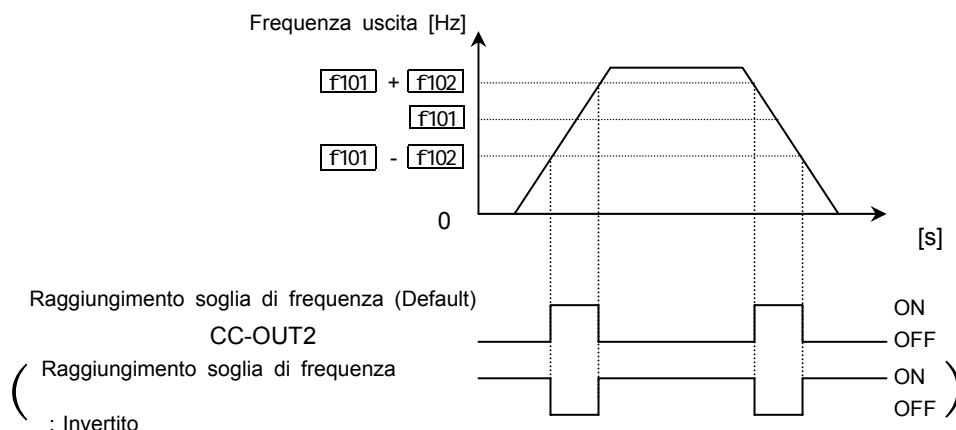 Frequenza uscita [Hz]
f101 + f102
f101
f101 - f102
0
[s]
Raggiungimento soglia di frequenza (Default)
ON
CC-OUT2
OFF
( Raggiungimento soglia di frequenza
ON
OFF )
: Invertito